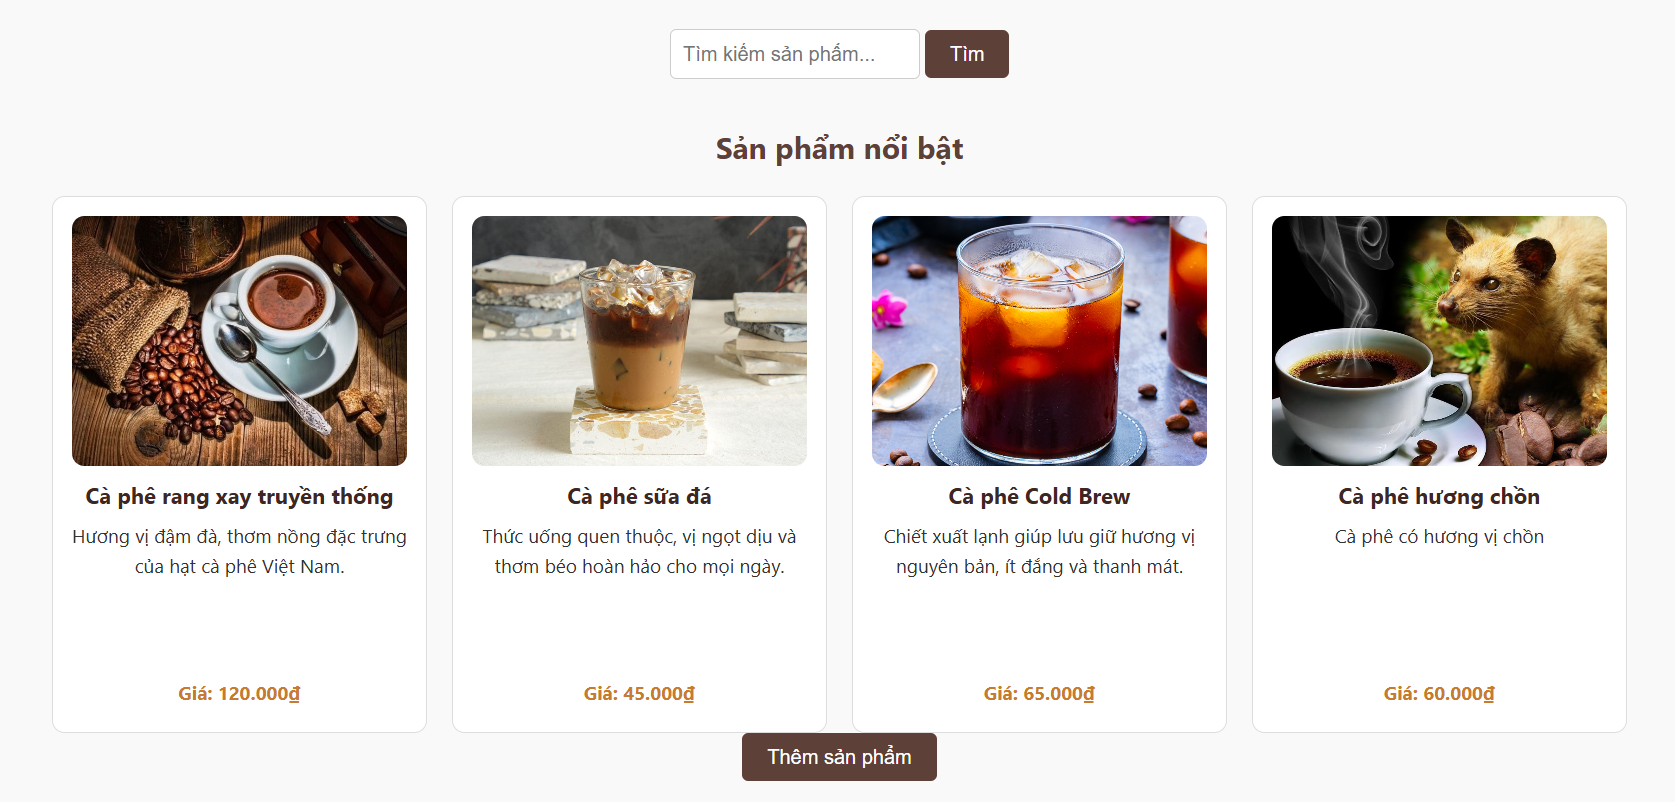 Tìm kiếm sản phẩm...
Tìm
Sản phẩm nổi bật
Cà phê rang xay truyền thống
Hương vị đậm đà, thơm nồng đặc trưng
của hạt cà phê Việt Nam.
Giá: 120.000₫
Cà phê sữa đá
Thức uống quen thuộc, vị ngọt dịu và
thơm béo hoàn hảo cho mọi ngày.
Giá: 45.000₫
Cà phê Cold Brew
Chiết xuất lạnh giúp lưu giữ hương vị
nguyên bản, ít đắng và thanh mát.
Giá: 65.000₫
Cà phê hương chồn
Cà phê có hương vị chồn
Giá: 60.000₫
Thêm sản phẩm